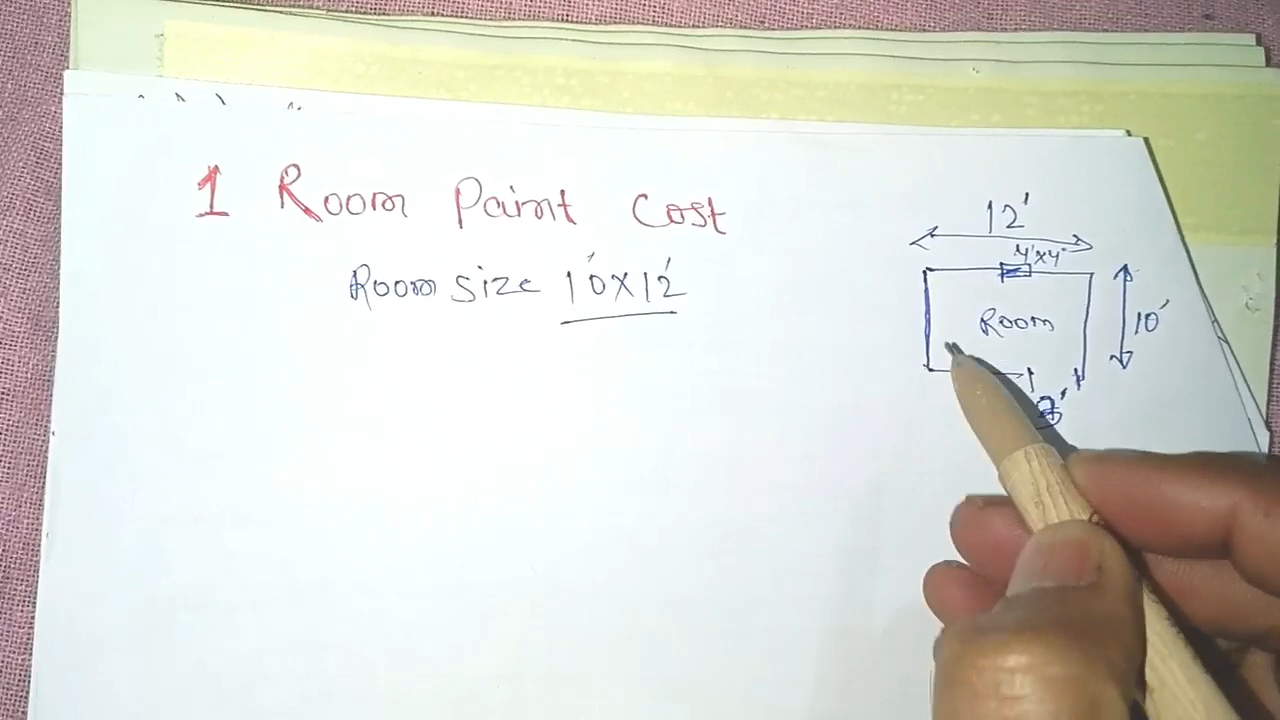 1 Room Paint Cost
Room size 10'x12'
12'
4'x4'
Room
10'